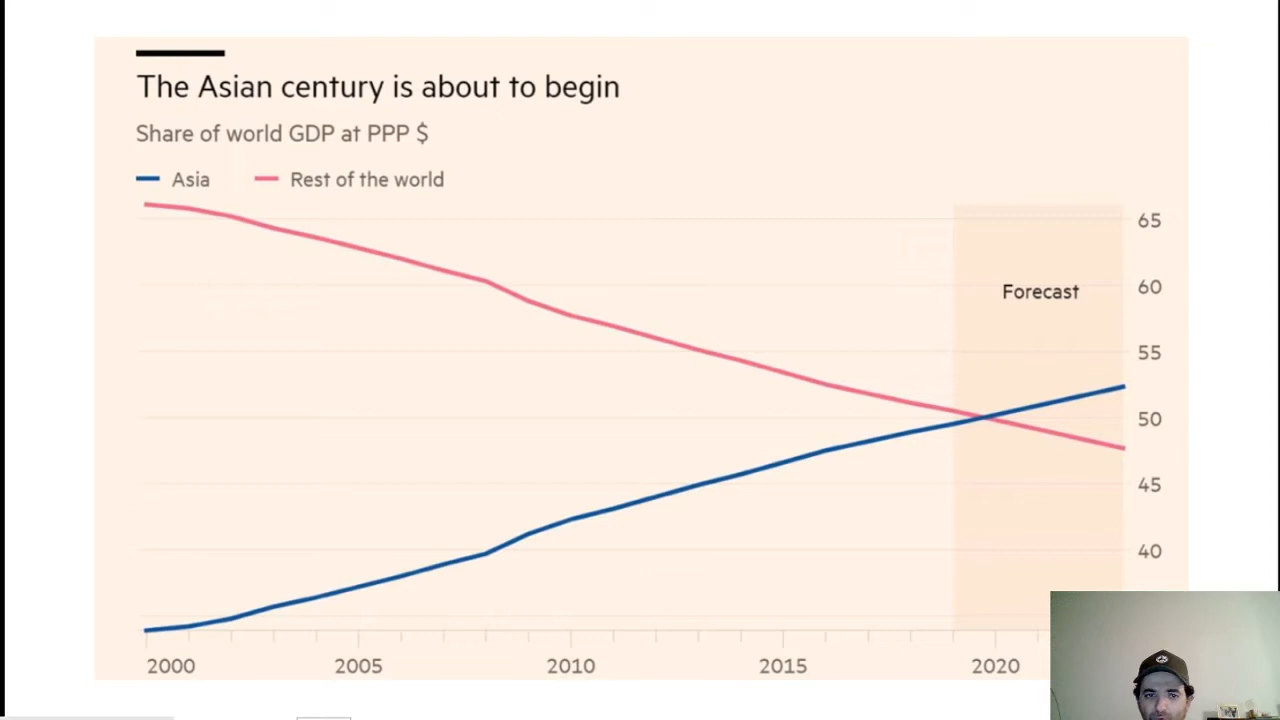 The Asian century is about to begin
Share of world GDP at PPP $
Asia Rest of the world
65
Forecast
60
55
50
45
40
2000 2005 2010 2015 2020